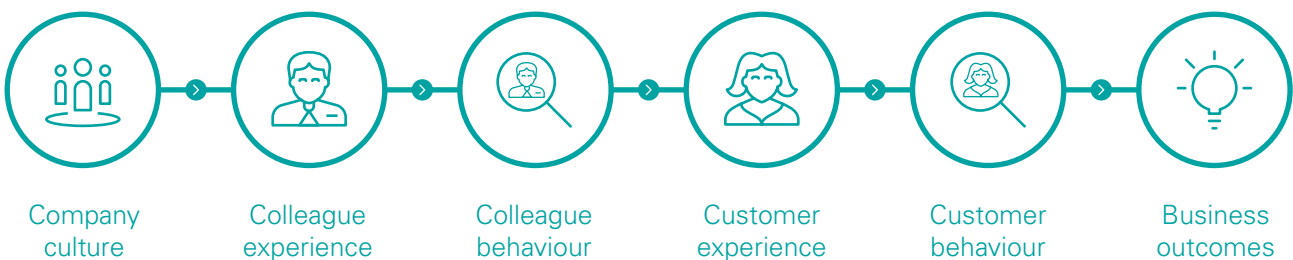 Company
culture
Colleague
experience
Colleague
behaviour
Customer
experience
Customer
behaviour
Business
outcomes